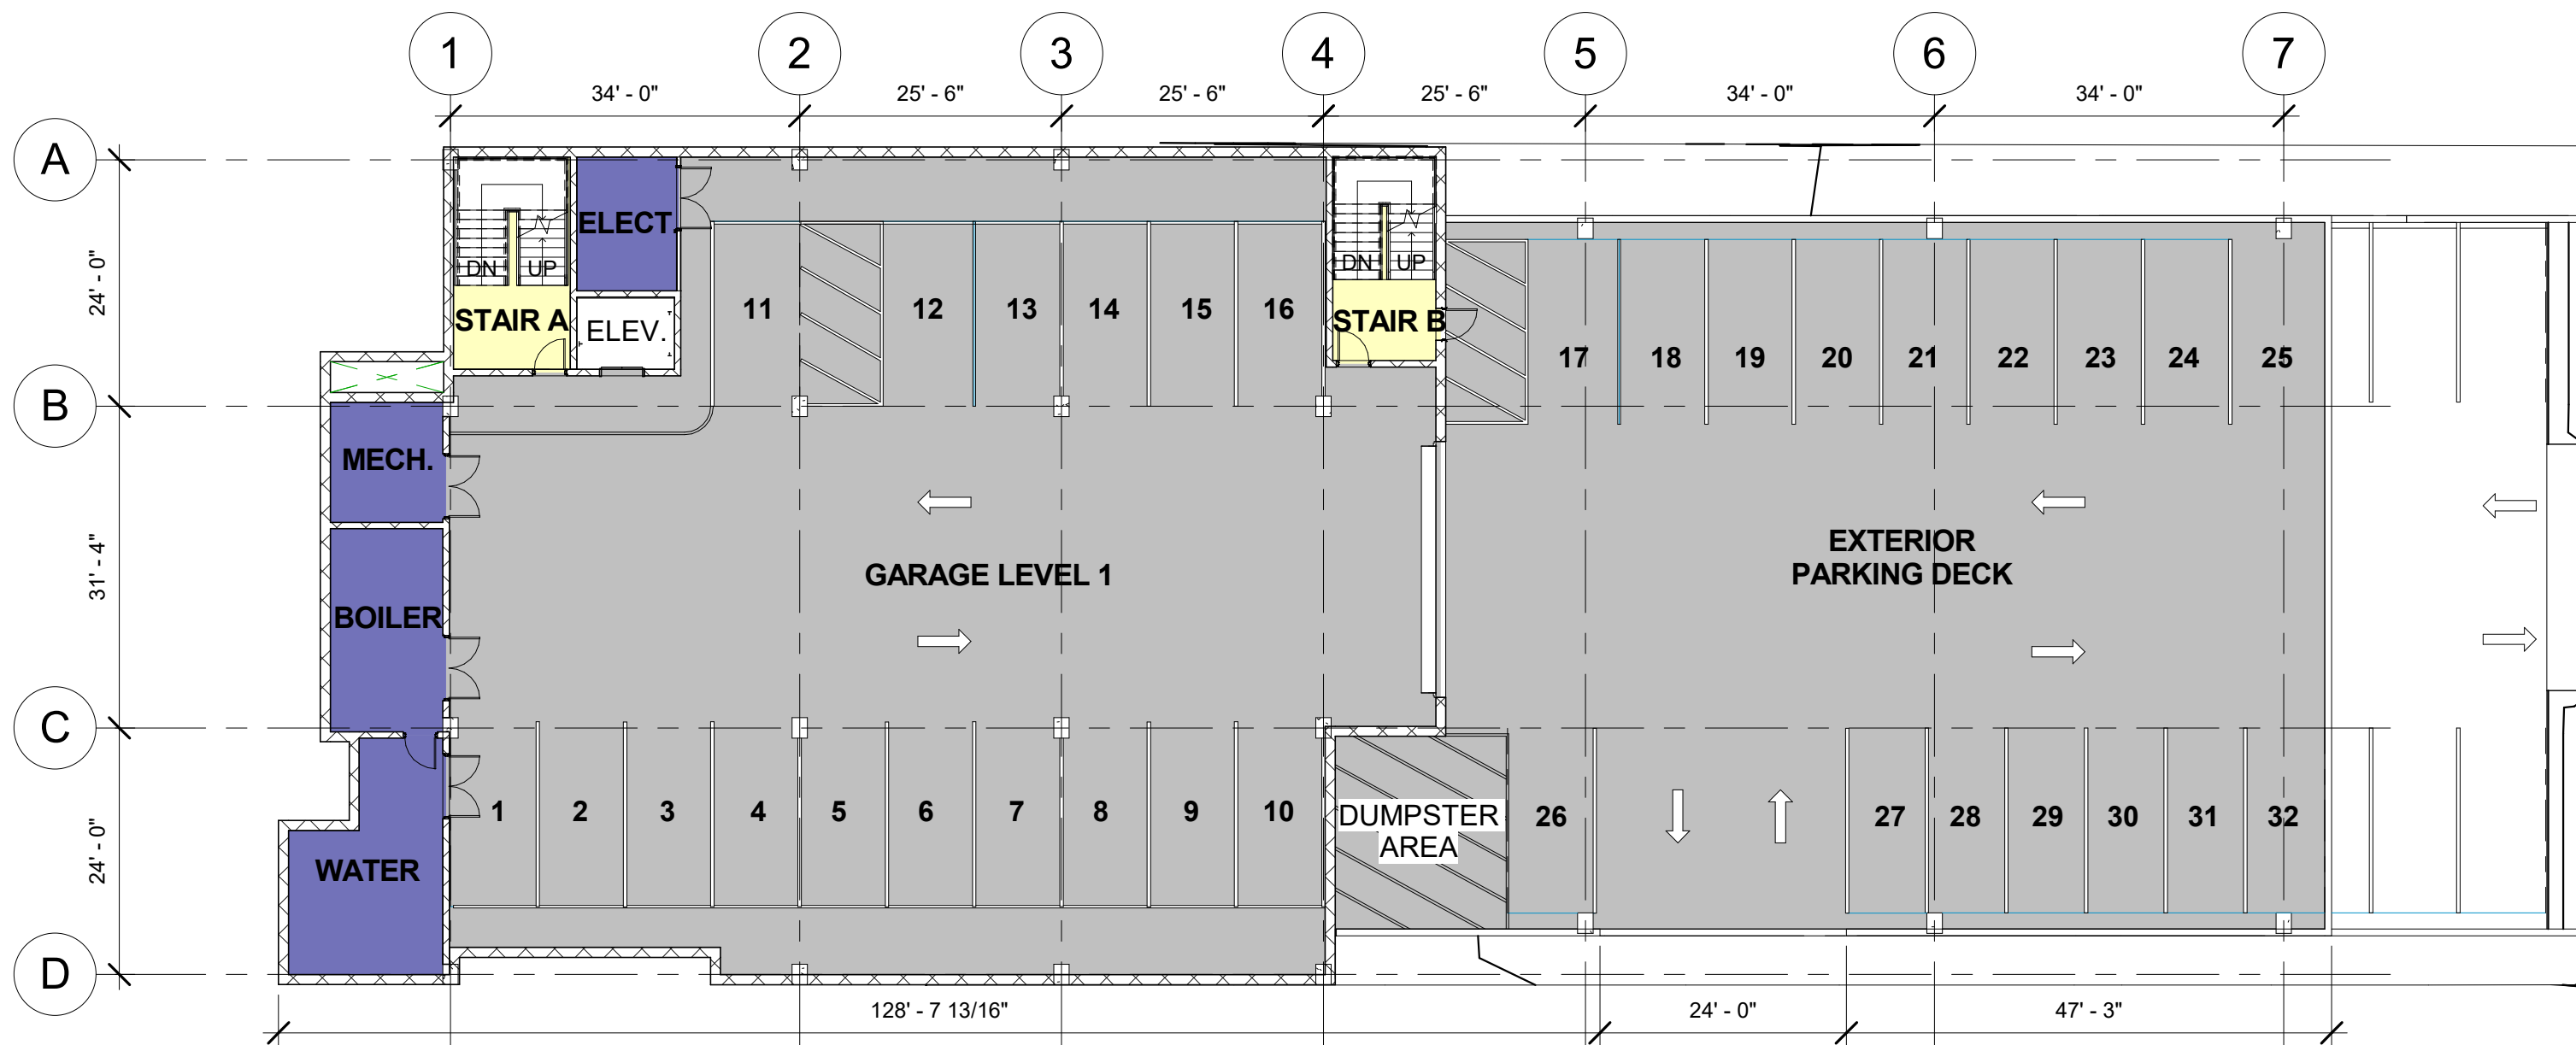 1 2 3 4 5 6 7
34' - 0" 25' - 6" 25' - 6" 25' - 6" 34' - 0" 34' - 0"
A
B
C
D
24' - 0"
31' - 4"
24' - 0"
ELECT.
DN UP
STAIR A
ELEV.
DN UP
STAIR B
11 12 13 14 15 16
17 18 19 20 21 22 23 24 25
MECH.
BOILER
WATER
GARAGE LEVEL 1
EXTERIOR
PARKING DECK
1 2 3 4 5 6 7 8 9 10
DUMPSTER
AREA
26 27 28 29 30 31 32
128' - 7 13/16" 24' - 0" 47' - 3"